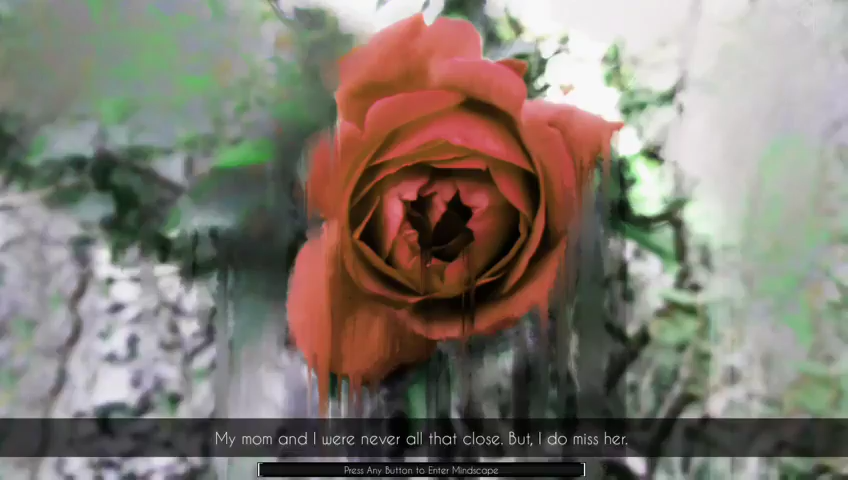 My mom and I were never all that close. But, I do miss her.
Press Any Button to Enter Mindscape